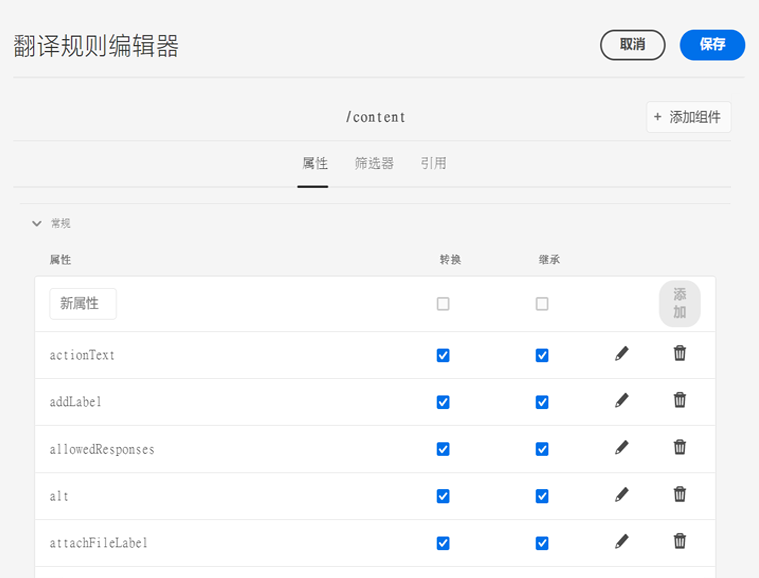 翻译规则编辑器
取消
保存
/content
+ 添加组件
属性 筛选器 引用
常规
属性 转换 继承
新属性
添
加
actionText
addLabel
allowedResponses
alt
attachFileLabel